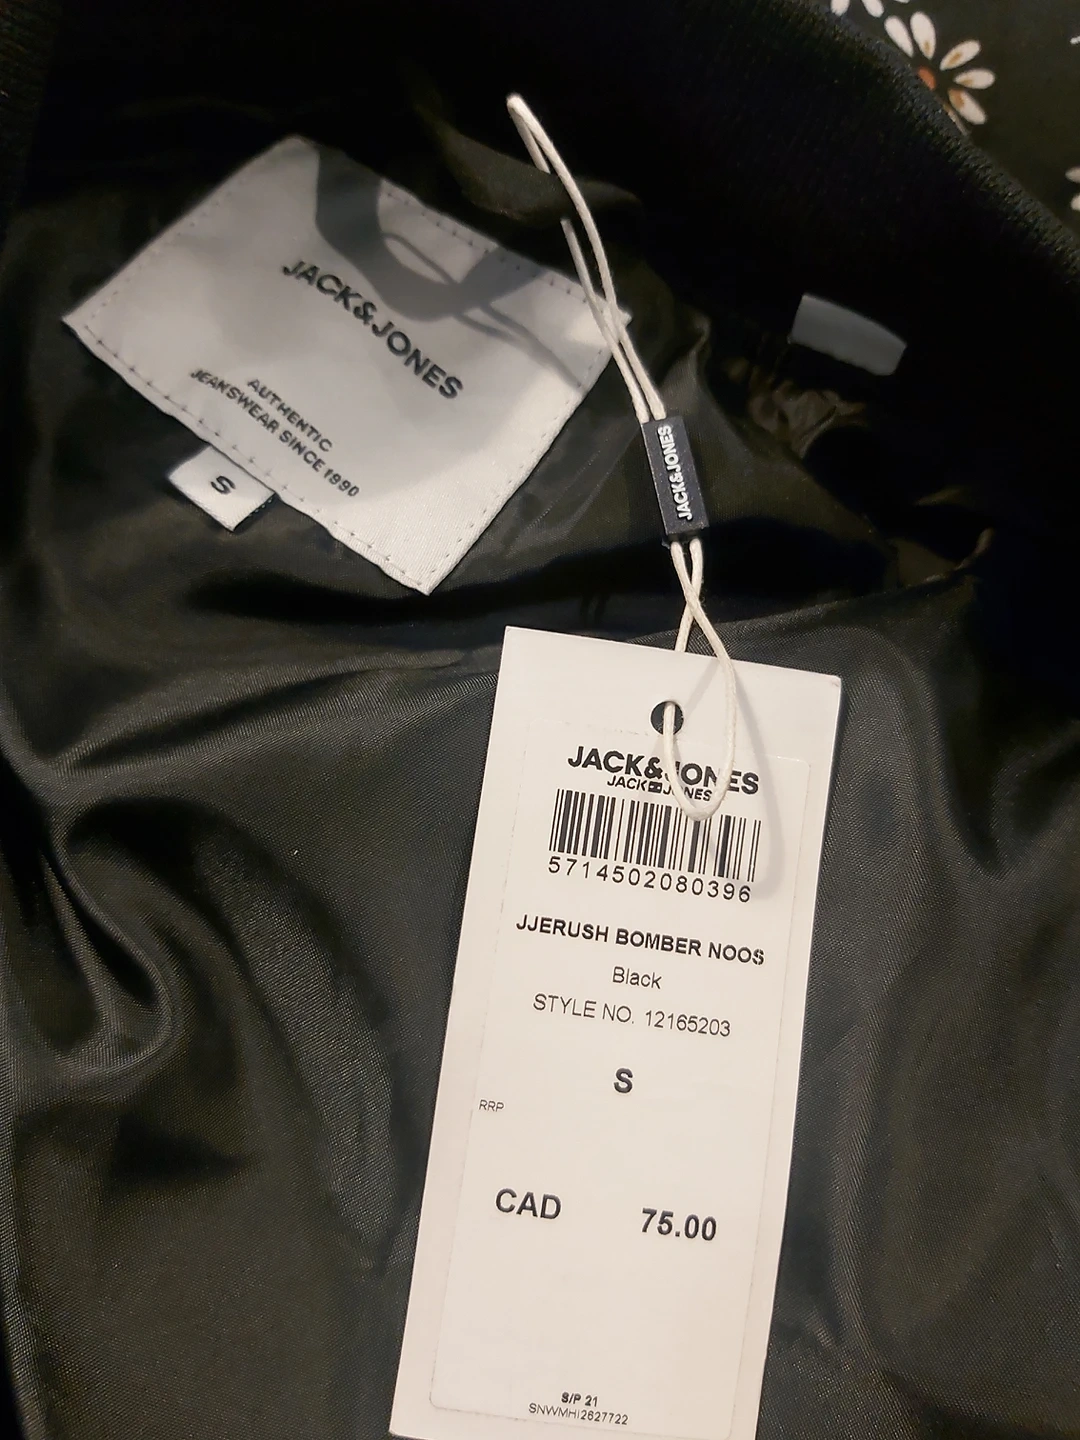 JACK&JONES
AUTHENTIC
JEANSWEAR SINCE 1990
S
JACK&JONES
JACK&JONES
JACK JONES
5714502080396
JJERUSH BOMBER NOOS
Black
STYLE NO. 12165203
S
RRP
CAD 75.00
S/P 21
SNWMHI2627722